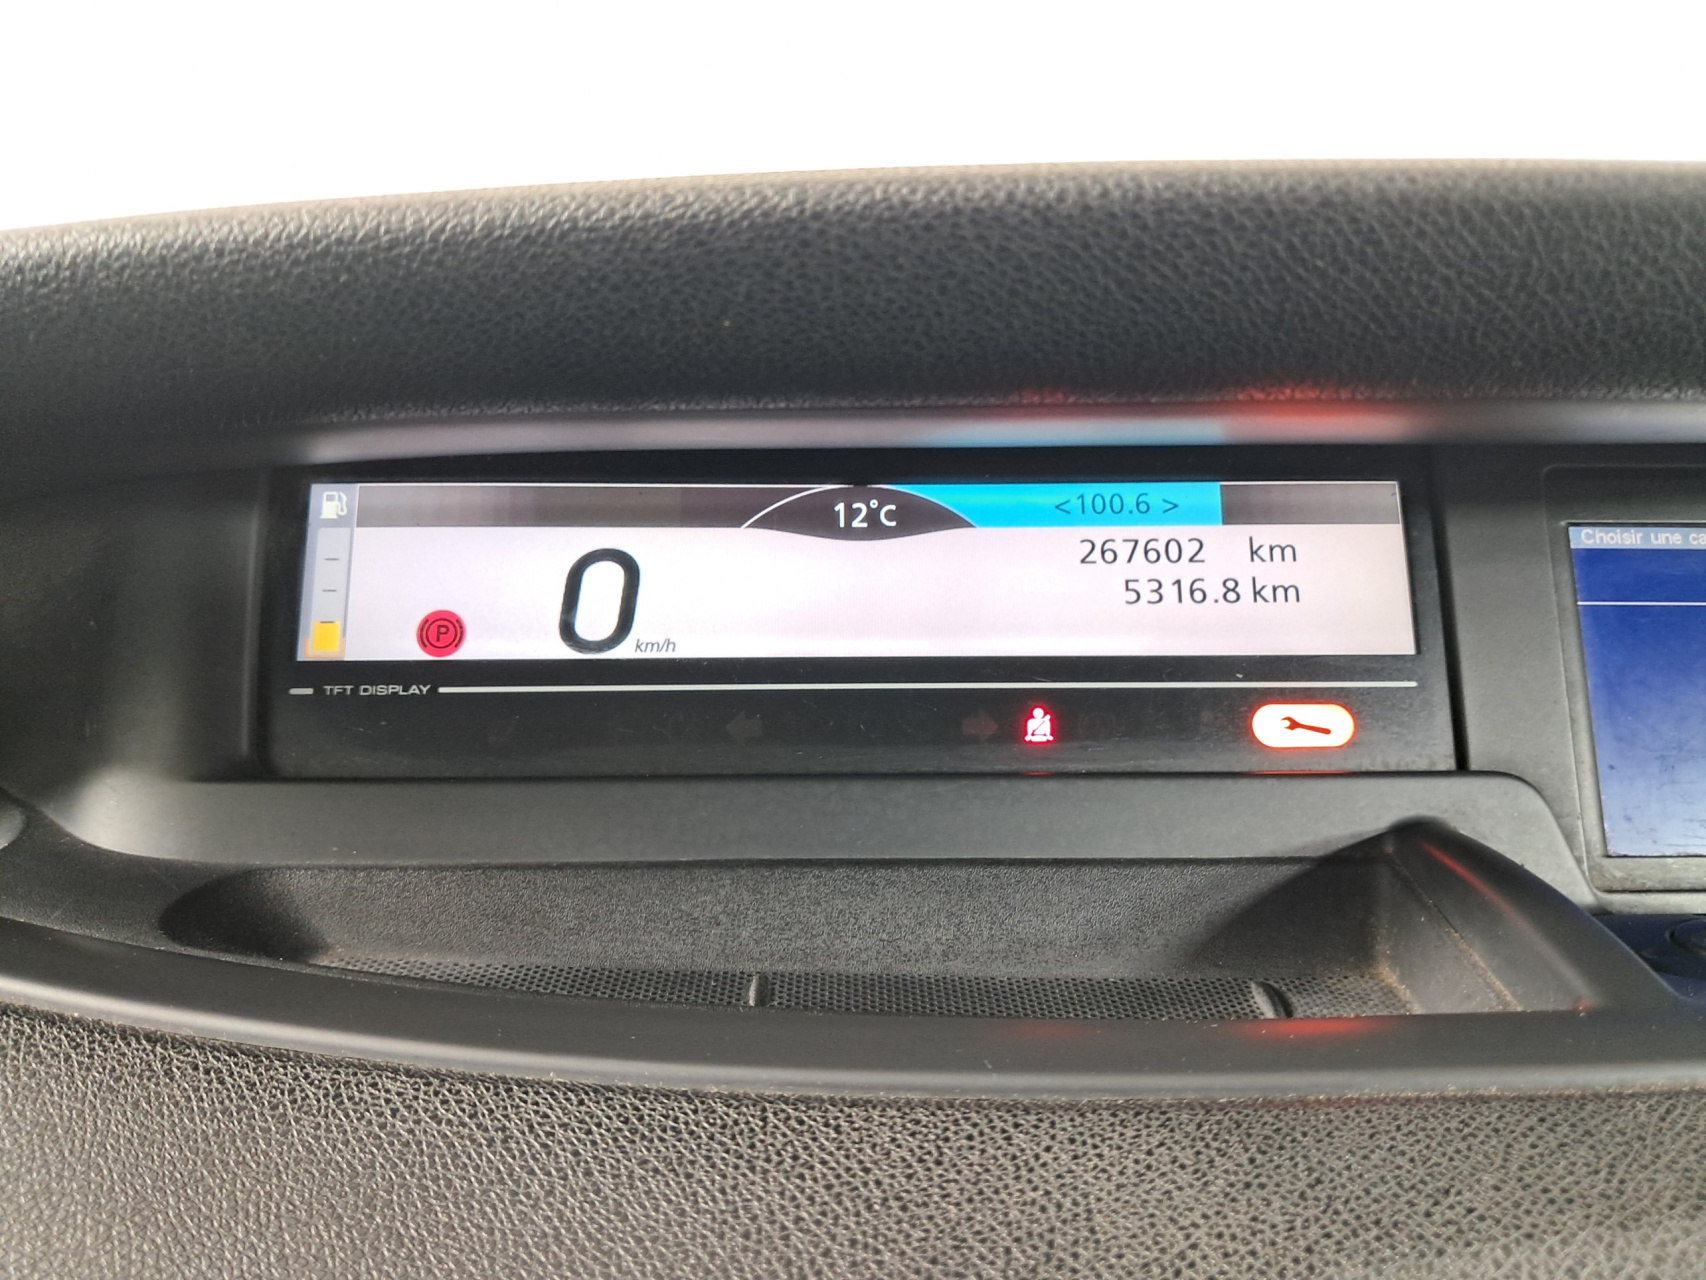 12°C
<100.6 >
267602 km
5316.8 km
P
0 km/h
TFT DISPLAY
Choisir une ca